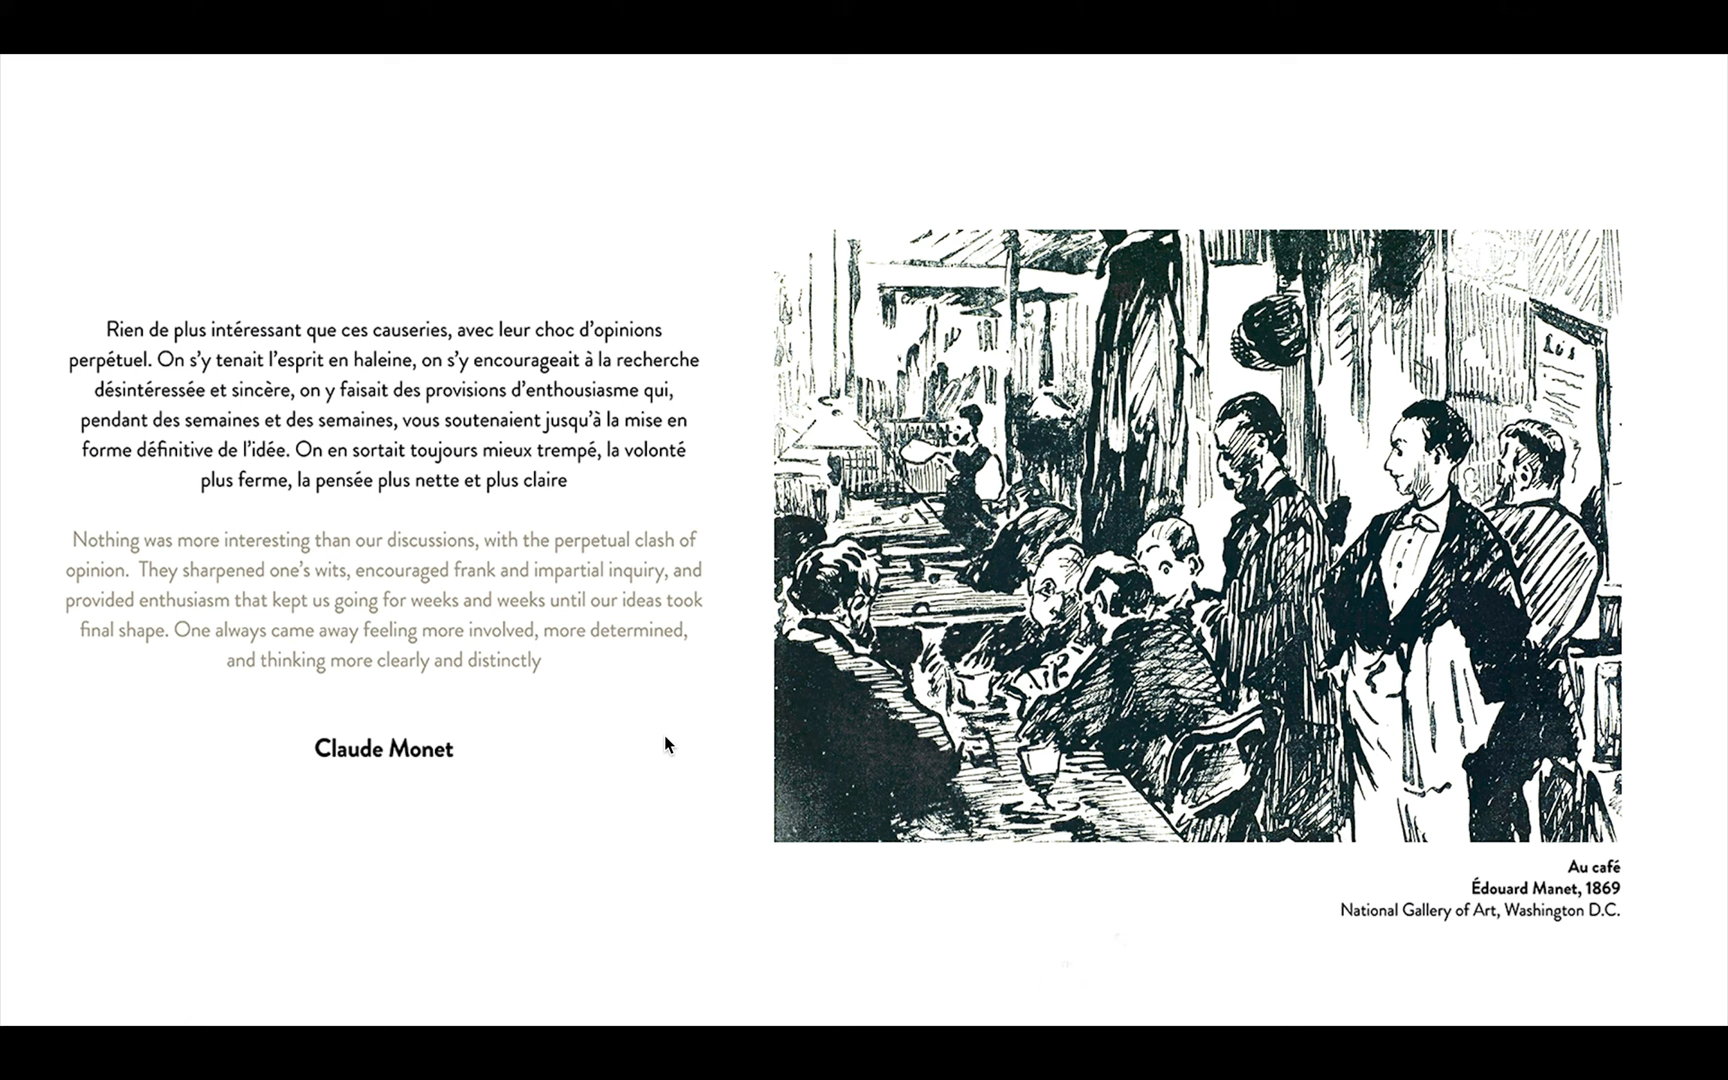 Rien de plus intéressant que ces causeries, avec leur choc d’opinions
perpétuel. On s’y tenait l’esprit en haleine, on s’y encourageait à la recherche
désintéressée et sincère, on y faisait des provisions d’enthousiasme qui,
pendant des semaines et des semaines, vous soutenaient jusqu’à la mise en
forme définitive de l’idée. On en sortait toujours mieux trempé, la volonté
plus ferme, la pensée plus nette et plus claire
Nothing was more interesting than our discussions, with the perpetual clash of
opinion.  They sharpened one’s wits, encouraged frank and impartial inquiry, and
provided enthusiasm that kept us going for weeks and weeks until our ideas took
final shape. One always came away feeling more involved, more determined,
and thinking more clearly and distinctly
Claude Monet
Au café
Édouard Manet, 1869
National Gallery of Art, Washington D.C.